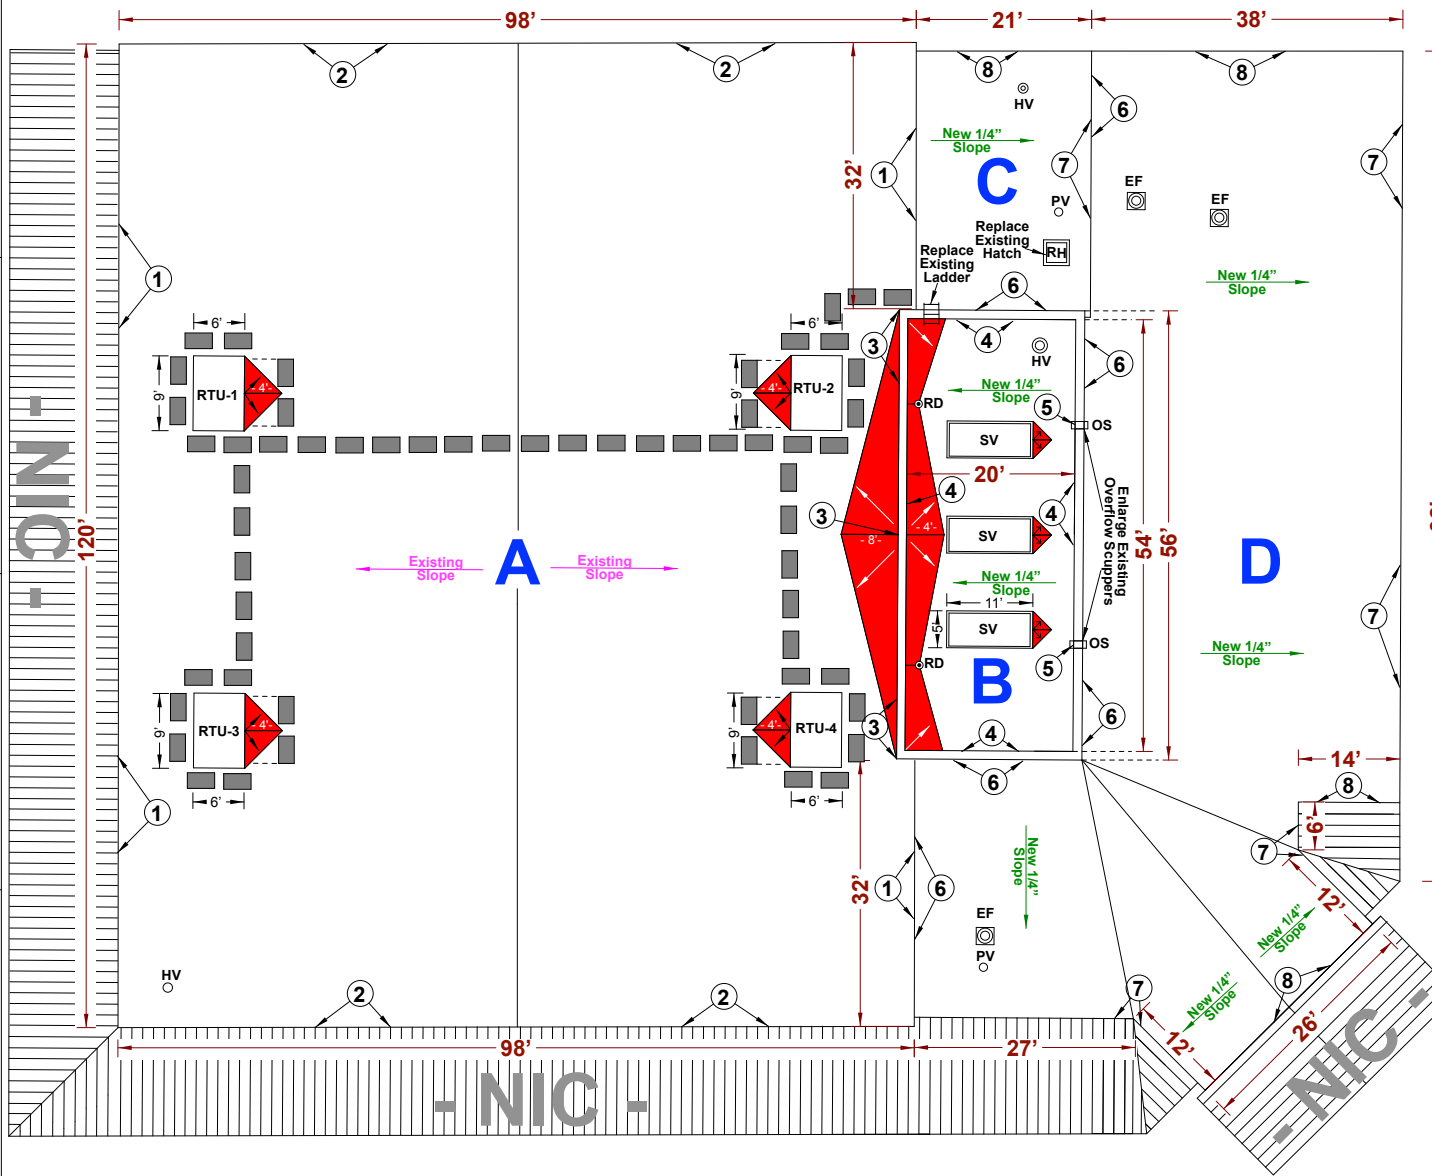 98’
21’
38’
2
2
8
8
HV
6
New 1/4”
Slope
32’
1
7
7
C
EF
EF
PV
Replace
Existing
Hatch
RH
Replace
Existing
Ladder
1
6
New 1/4”
Slope
6’
6’
3
4
HV
6
9’
RTU-1
- 4’-
9’
- 4’-
RTU-2
New 1/4”
Slope
RD
5
OS
SV
- NIC -
120’
20’
4
3
4
Enlarge Existing
Overflow Scuppers
- 4’-
- 8’-
SV
54’
56’
Existing
Slope
A
Existing
Slope
D
New 1/4”
Slope
11’
5’
SV
7
OS
New 1/4”
Slope
RD
5
B
9’
RTU-3
- 4’-
9’
- 4’-
RTU-4
3
4
6
6’
6’
6
14’
8
1
6’
7
32’
1
6
New 1/4”
Slope
12’
EF
New 1/4”
Slope
PV
HV
2
2
7
New 1/4”
Slope
8
26’
12’
98’
27’
- NIC -
- NIC -